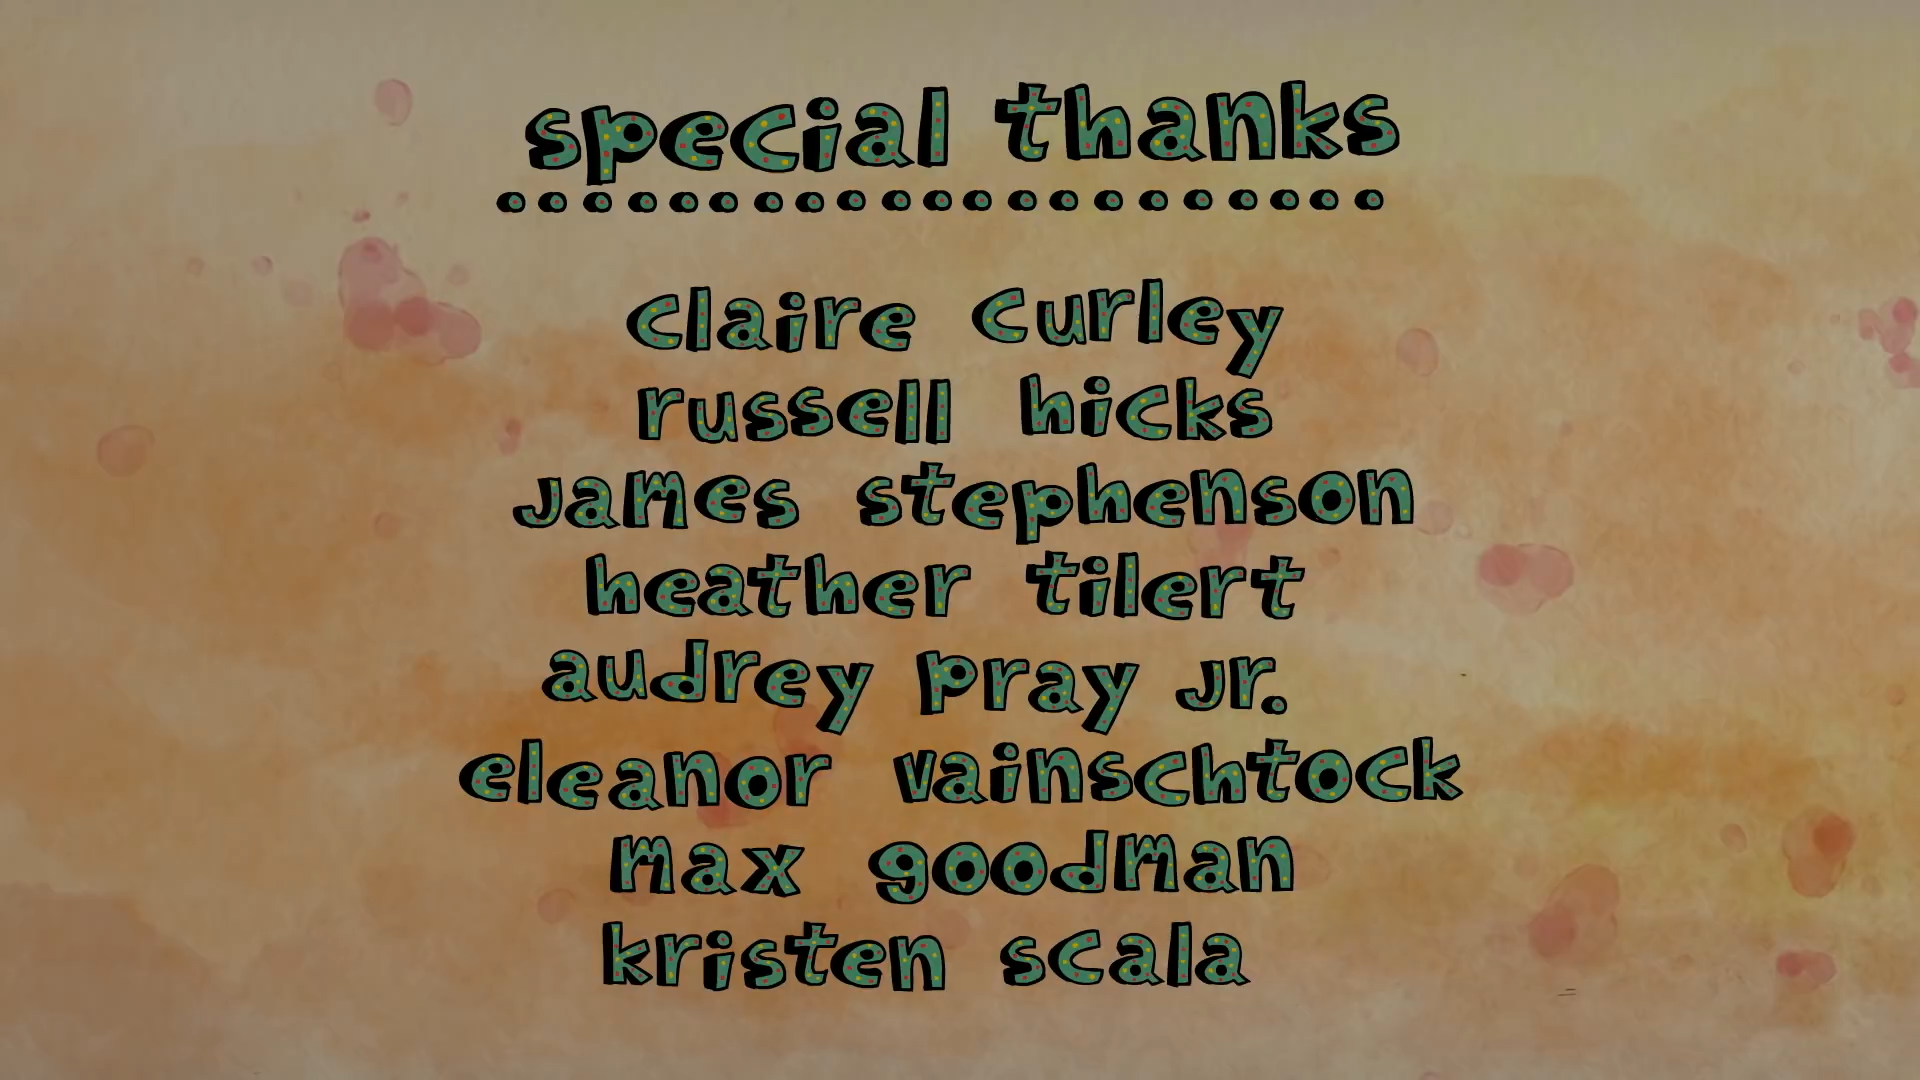 special thanks
claire curley
russell hicks
james stephenson
heather tilert
audrey pray jr.
eleanor vainschtock
max goodman
kristen scala